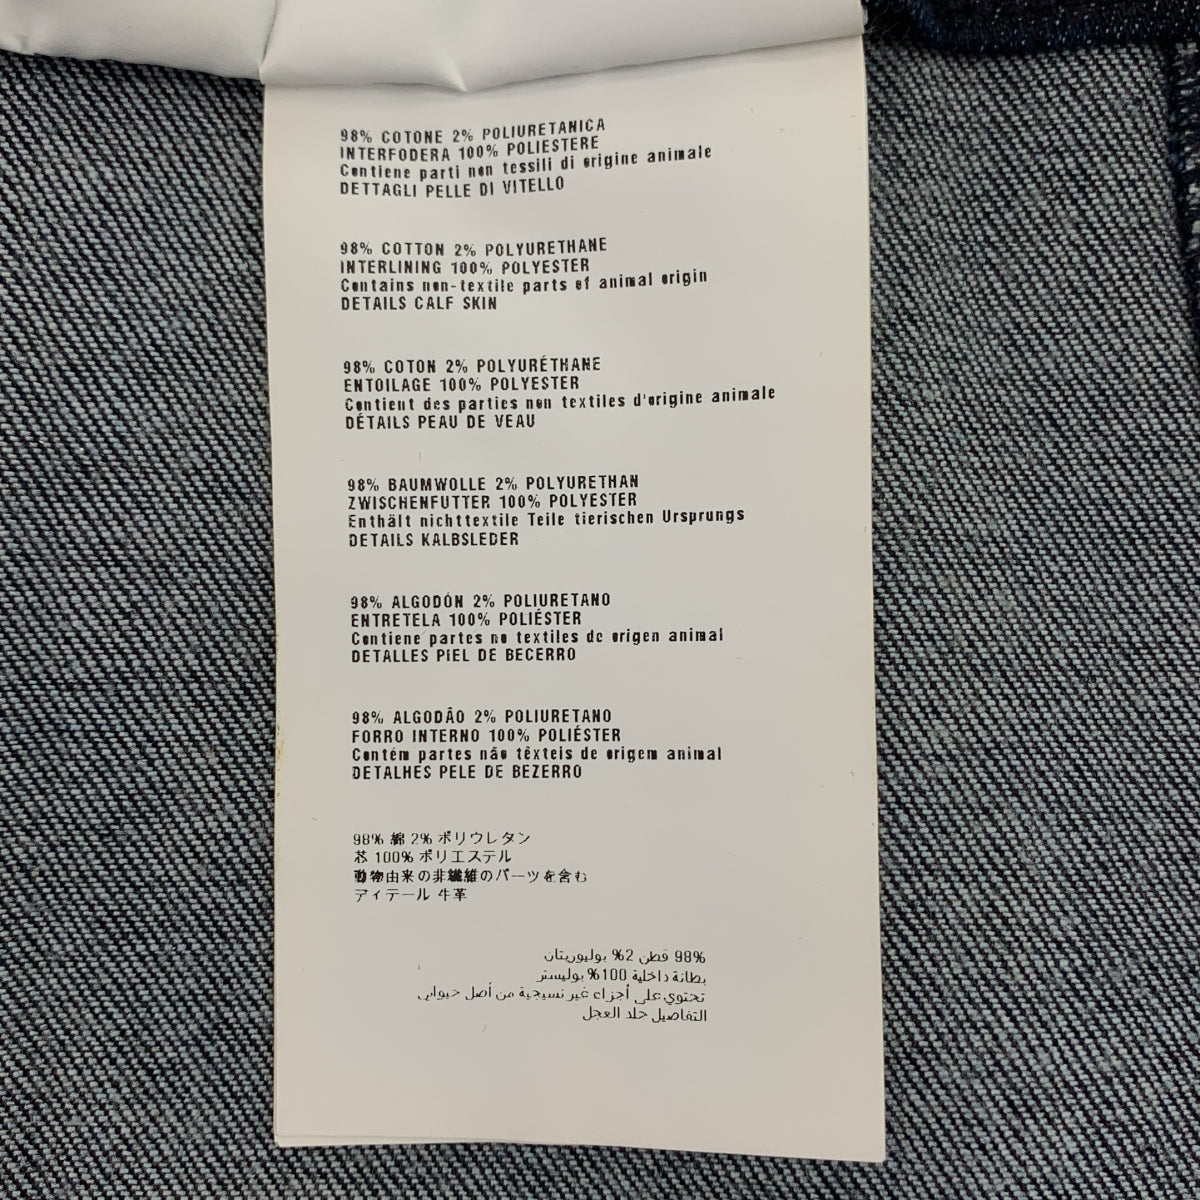 98% COTONE 2% POLIURETANICA
INTERFODERA 100% POLIESTERE
Contiene parti non tessili di origine animale
DETTAGLI PELLE DI VITELLO
98% COTTON 2% POLYURETHANE
INTERLINING 100% POLYESTER
Contains non-textile parts of animal origin
DETAILS CALF SKIN
98% COTON 2% POLYURÉTHANE
ENTOILAGE 100% POLYESTER
Contient des parties non textiles d'origine animale
DÉTAILS PEAU DE VEAU
98% BAUMWOLLE 2% POLYURETHAN
ZWISCHENFUTTER 100% POLYESTER
Enthält nichttextile Teile tierischen Ursprungs
DETAILS KALBSLEDER
98% ALGODÓN 2% POLIURETANO
ENTRETELA 100% POLIÉSTER
Contiene partes no textiles de origen animal
DETALLES PIEL DE BECERRO
98% ALGODÃO 2% POLIURETANO
FORRO INTERNO 100% POLIÉSTER
Contém partes não têxteis de origem animal
DETALHES PELE DE BEZERRO
98% 綿 2% ポリウレタン
芯 100% ポリエステル
動物由来の非繊維のパーツを含む
ディテール 牛革
98% قطن 2% بوليوريتان
بطانة داخلية 100% بوليستر
تحتوي على أجزاء غير نسيجية من أصل حيواني
التفاصيل جلد العجل